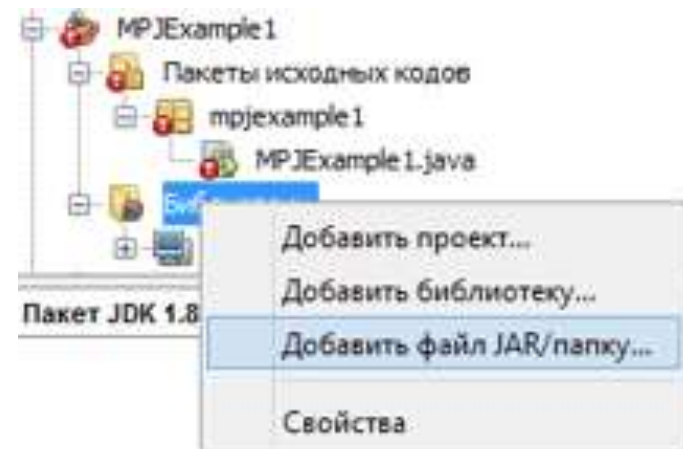 MPJExample1
Пакеты исходных кодов
mpjexample1
MPJExample1.java
Добавить проект...
Добавить библиотеку...
Пакет JDK 1.8
Добавить файл JAR/папку...
Свойства